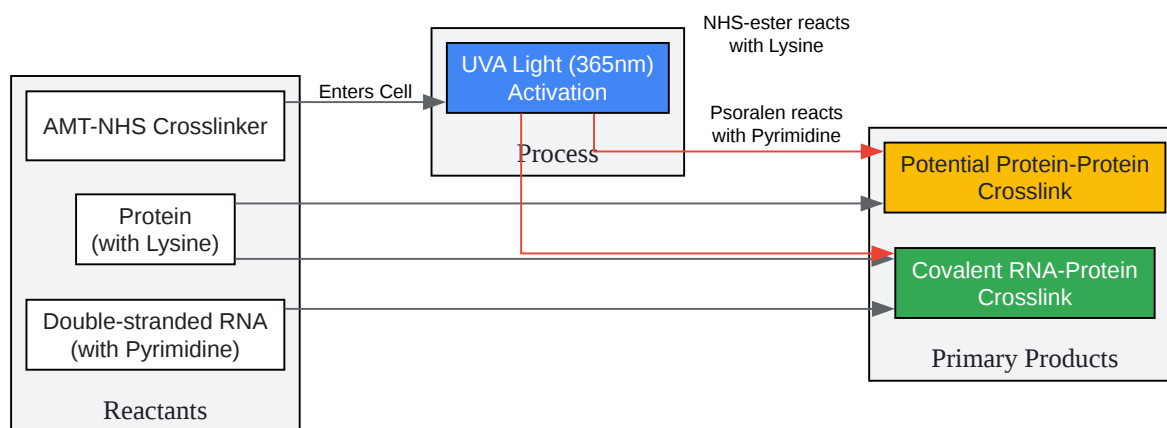 NHS-ester reacts
with Lysine
UVA Light (365nm)
Activation
Enters Cell
AMT-NHS Crosslinker
Psoralen reacts
with Pyrimidine
Process
Potential Protein-Protein
Crosslink
Protein
(with Lysine)
Covalent RNA-Protein
Crosslink
Double-stranded RNA
(with Pyrimidine)
Primary Products
Reactants